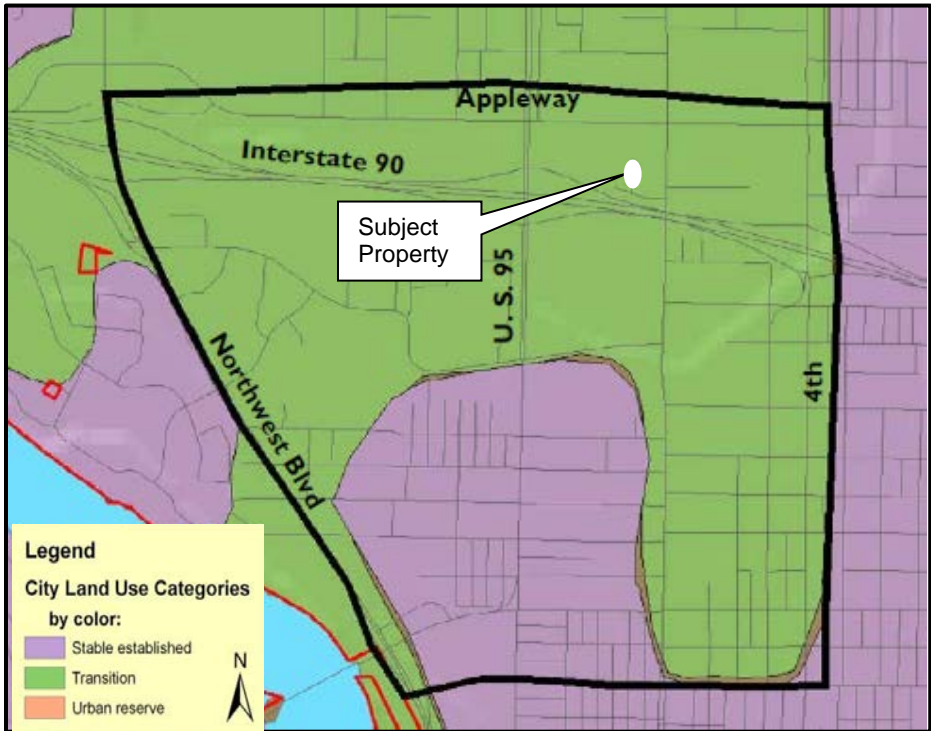 Appleway
Interstate 90
Subject
Property
U. S. 95
Northwest Blvd
4th
Legend
City Land Use Categories
by color:
Stable established
Transition
Urban reserve
N